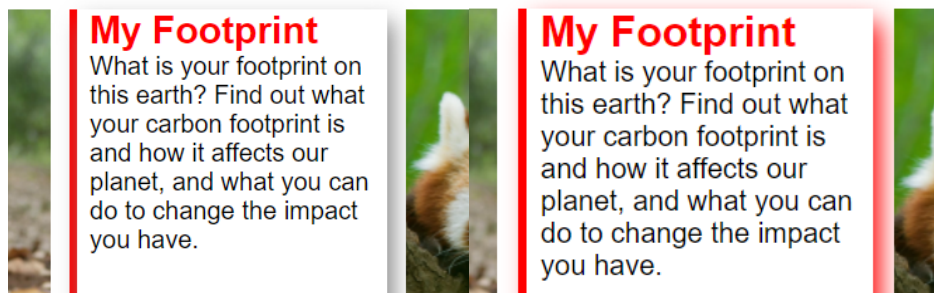 My Footprint
What is your footprint on
this earth? Find out what
your carbon footprint is
and how it affects our
planet, and what you can
do to change the impact
you have.
My Footprint
What is your footprint on
this earth? Find out what
your carbon footprint is
and how it affects our
planet, and what you can
do to change the impact
you have.